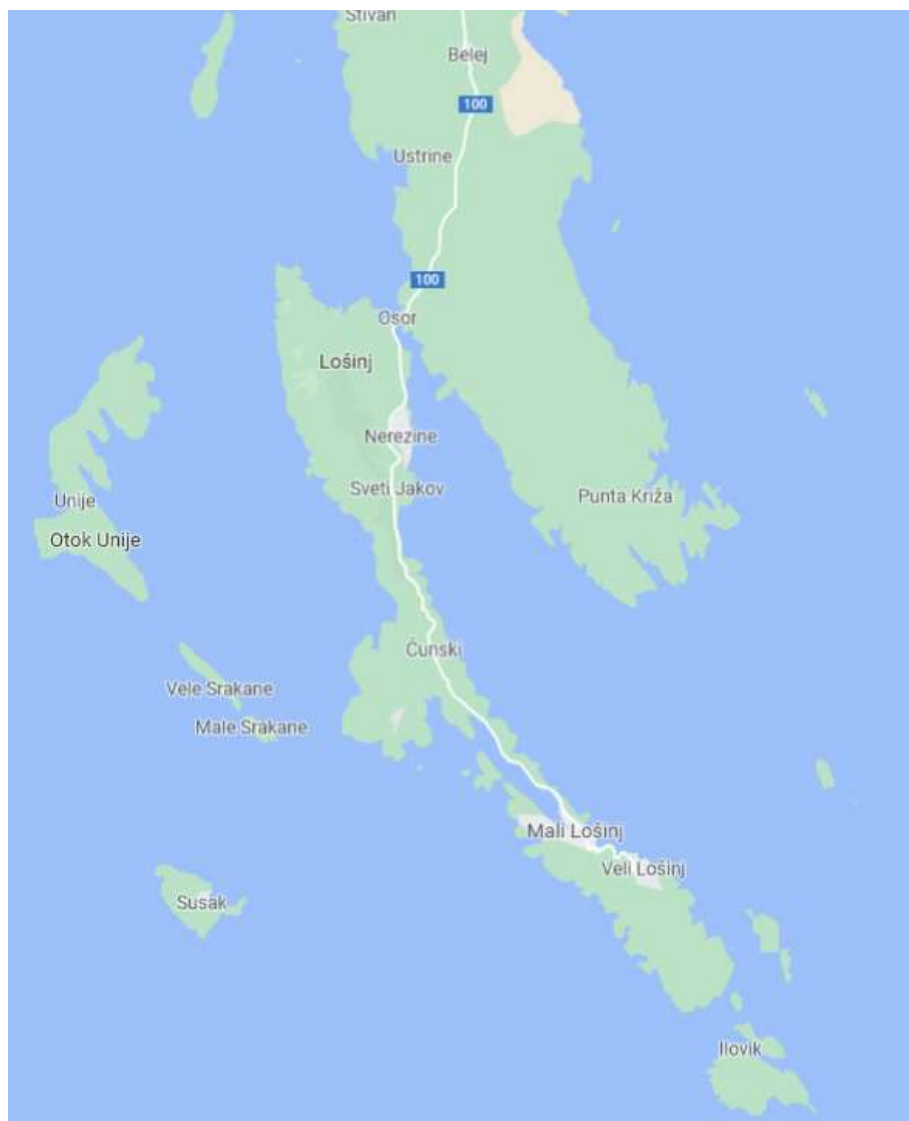 Stivan
Belej
100
Ustrine
100
Osor
Lošinj
Nerezine
Sveti Jakov
Punta Križa
Unije
Otok Unije
Ćunski
Vele Srakane
Male Srakane
Mali Lošinj
Veli Lošinj
Susak
Ilovik